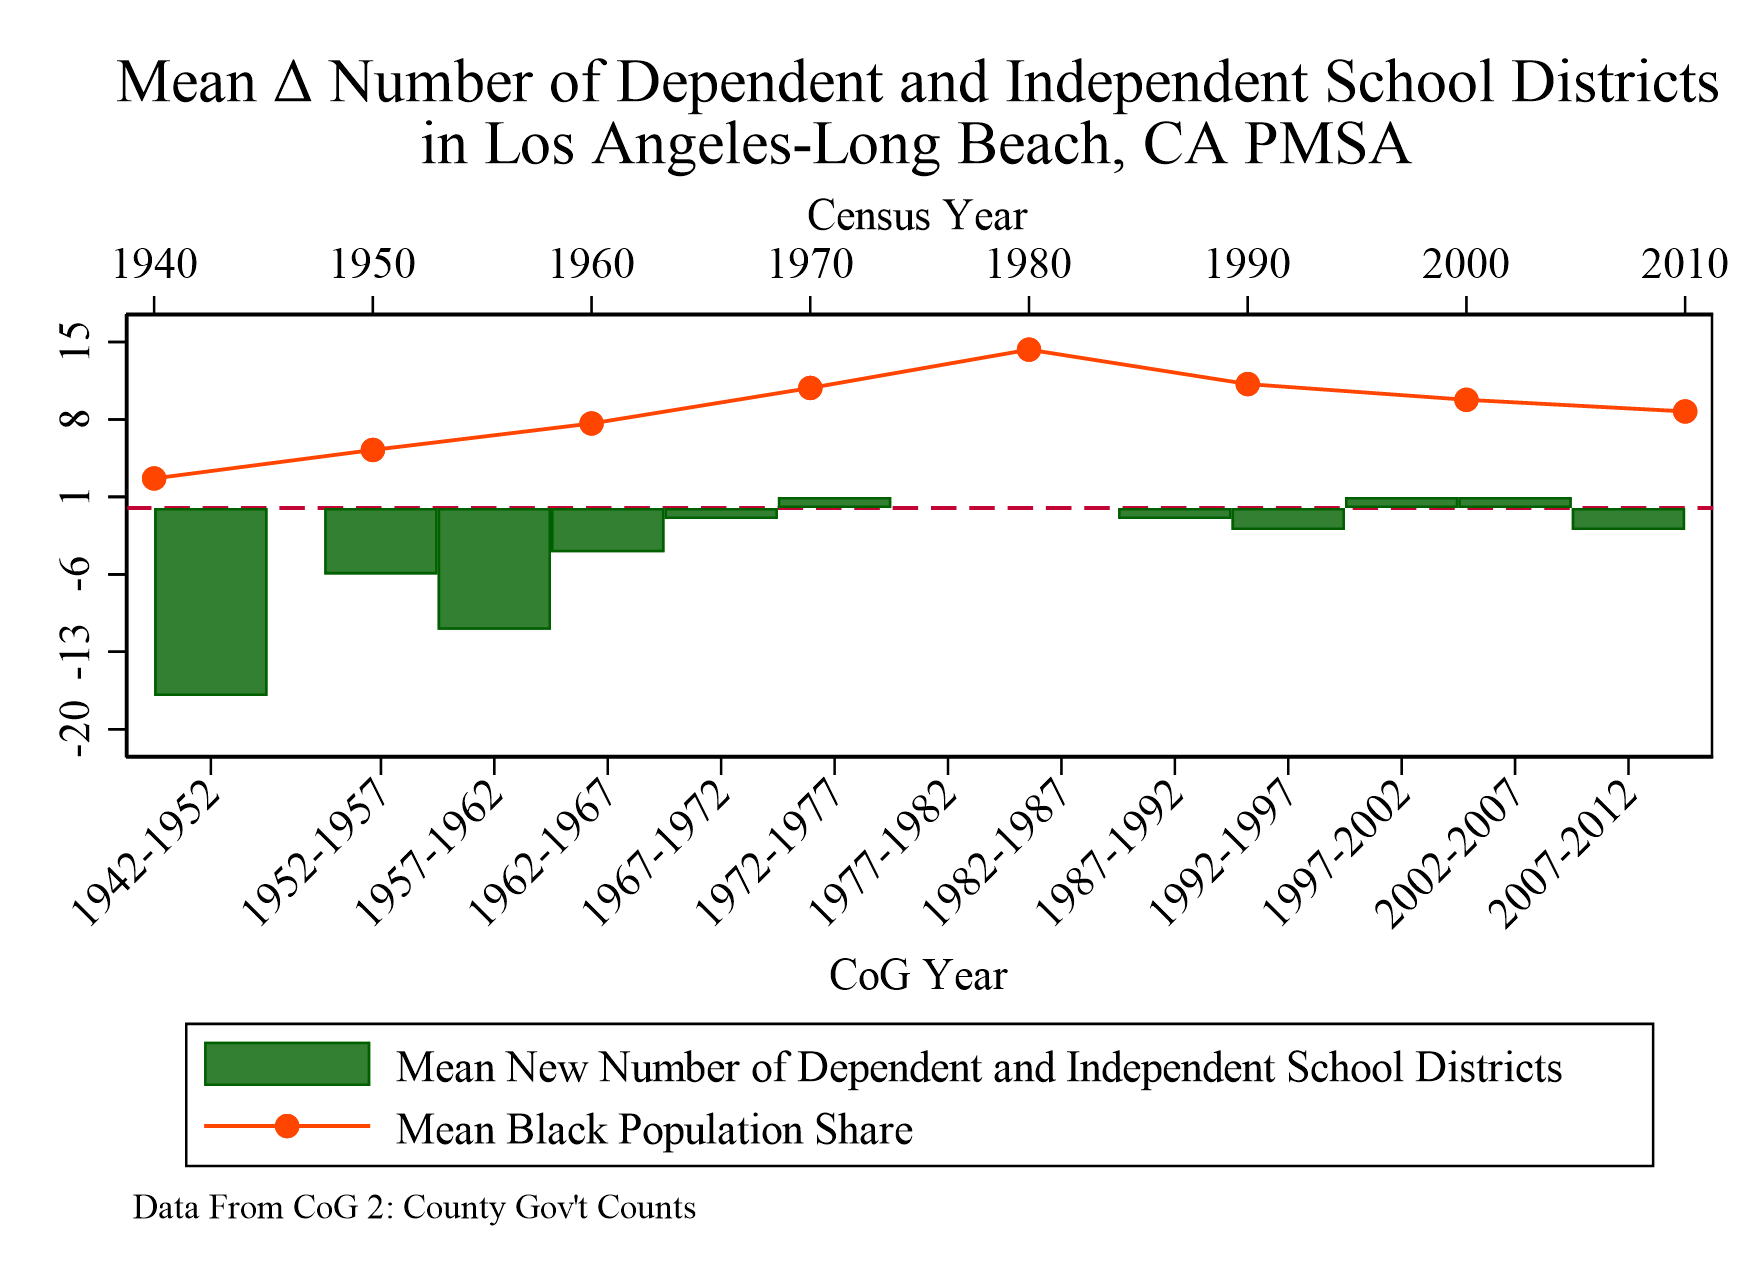 Mean Δ Number of Dependent and Independent School Districts
in Los Angeles-Long Beach, CA PMSA
Census Year
1940 1950 1960 1970 1980 1990 2000 2010
15
8
1
-6
-13
-20
1942-1952 1952-1957 1957-1962 1962-1967 1967-1972 1972-1977 1977-1982 1982-1987 1987-1992 1992-1997 1997-2002 2002-2007 2007-2012
CoG Year
Mean New Number of Dependent and Independent School Districts
Mean Black Population Share
Data From CoG 2: County Gov't Counts